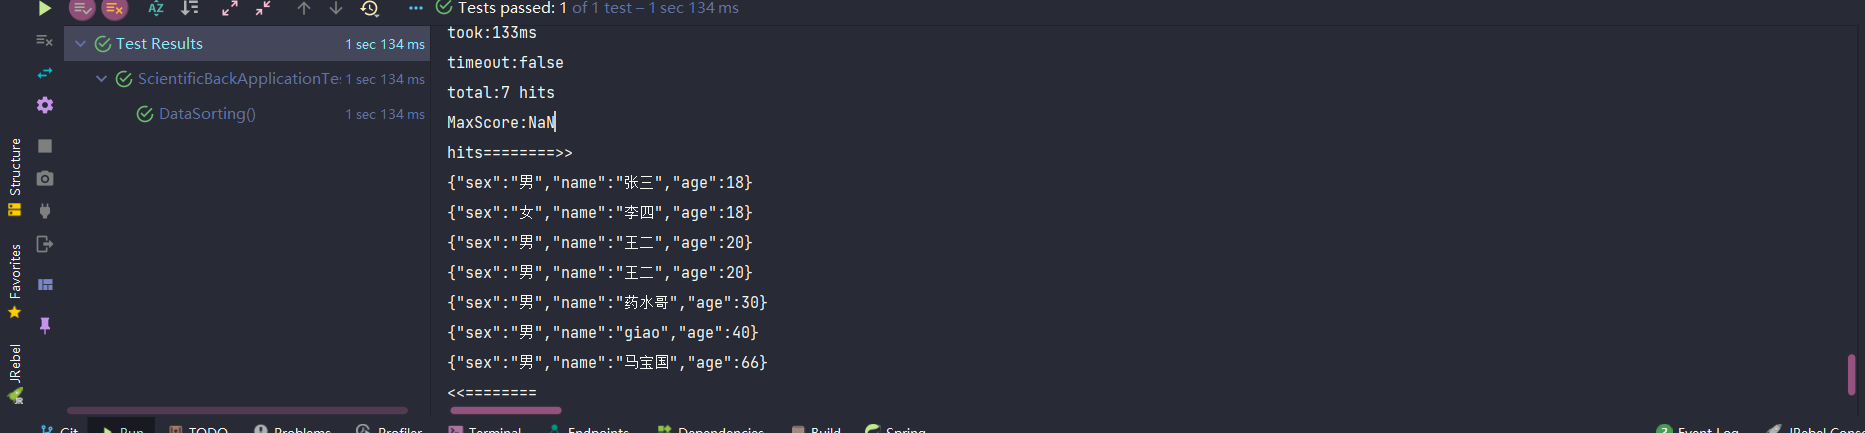 Tests passed: 1 of 1 test – 1 sec 134 ms
Test Results 1 sec 134 ms
ScientificBackApplicationTe 1 sec 134 ms
DataSorting() 1 sec 134 ms
Structure
Favorites
JRebel
took:133ms
timeout:false
total:7 hits
MaxScore:NaN
hits========>>
{"sex":"男","name":"张三","age":18}
{"sex":"女","name":"李四","age":18}
{"sex":"男","name":"王二","age":20}
{"sex":"男","name":"王二","age":20}
{"sex":"男","name":"药水哥","age":30}
{"sex":"男","name":"giao","age":40}
{"sex":"男","name":"马宝国","age":66}
<<========
Git Run TODO Problems Profiler Terminal Endpoints Dependencies Build Spring Event Log JRebel Conso